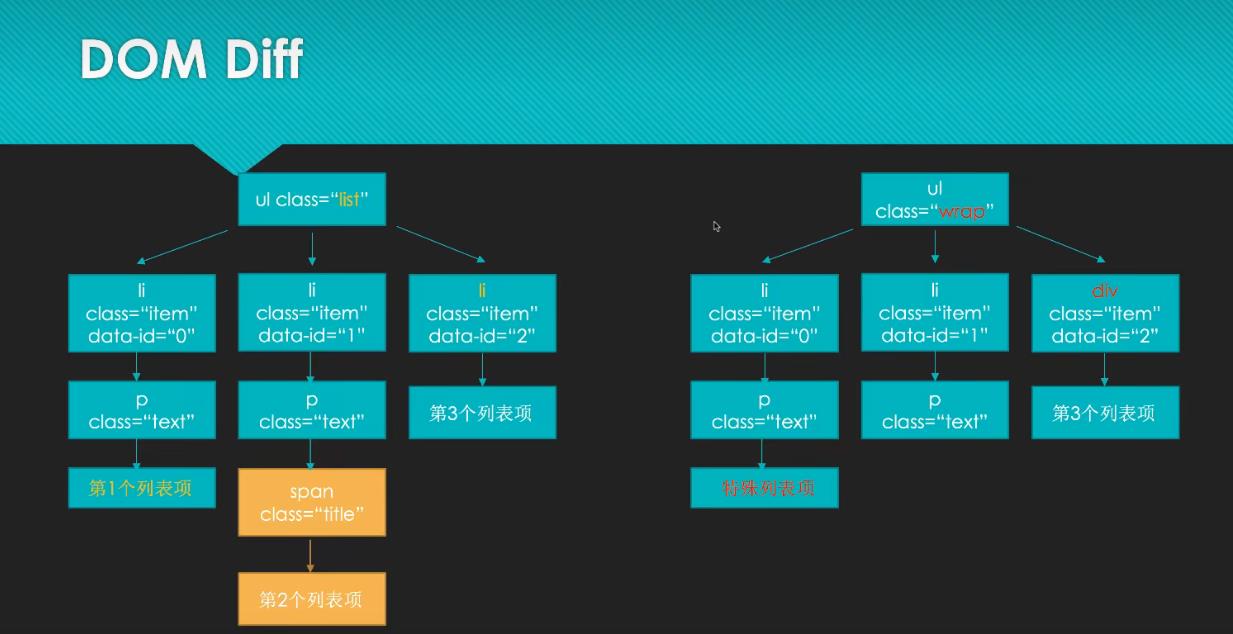 DOM Diff
ul class=“list”
li
class=“item”
data-id=“0”
li
class=“item”
data-id=“1”
li
class=“item”
data-id=“2”
p
class=“text”
p
class=“text”
第3个列表项
第1个列表项
span
class=“title”
第2个列表项
ul
class=“wrap”
li
class=“item”
data-id=“0”
li
class=“item”
data-id=“1”
div
class=“item”
data-id=“2”
p
class=“text”
p
class=“text”
第3个列表项
特殊列表项